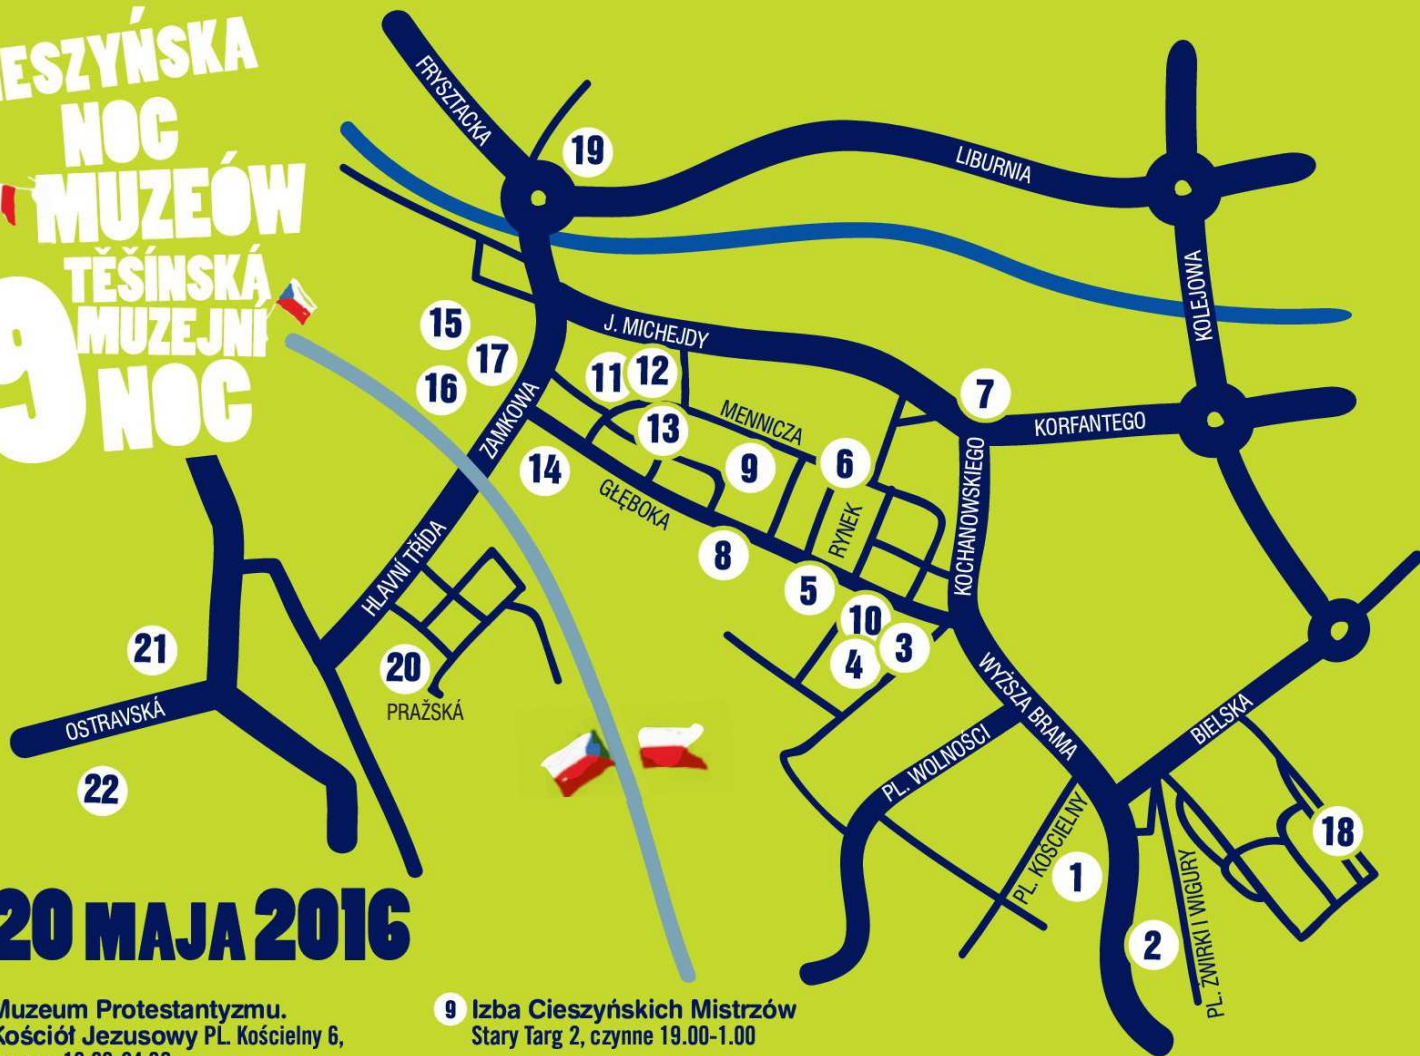 IESZYŃSKA
NOC
MUZEÓW
TĚŠÍNSKÁ
9 MUZEJNÍ
NOC
FRYSZTACKA
19
LIBURNIA
KOLEJOWA
15
17
16
J. MICHEJDY
11
12
7
KORFANTEGO
MENNICZA
ZAMKOWA
13
14
9
6
GŁĘBOKA
RYNEK
KOCHANOWSKIEGO
8
5
HLAVNÍ TŘÍDA
10
3
4
21
20
PRAŽSKÁ
OSTRAVSKÁ
22
WYŻSZA BRAMA
BIELSKA
PL. WOLNOŚCI
PL. KOŚCIELNY
1
18
2
PL. ŻWIRKI I WIGURY
20 MAJA 2016
Muzeum Protestantyzmu.
Kościół Jezusowy PL. Kościelny 6,
9 Izba Cieszyńskich Mistrzów
Stary Targ 2, czynne 19.00-1.00